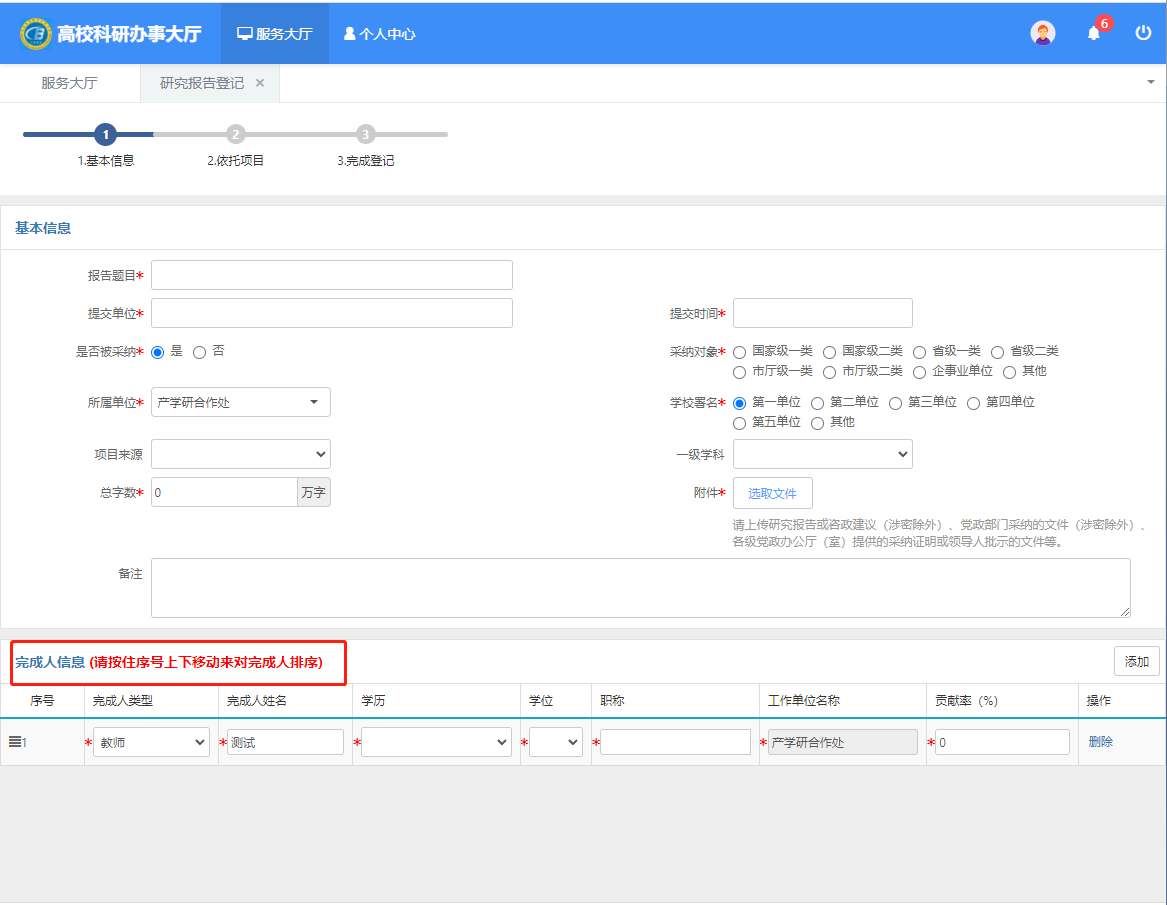 高校科研办事大厅 服务大厅 个人中心 6
服务大厅 研究报告登记 ×
1 2 3
1.基本信息 2.依托项目 3.完成登记
基本信息
报告题目*
提交单位* 提交时间*
是否被采纳* 是 否 采纳对象* 国家级一类 国家级二类 省级一类 省级二类
市厅级一类 市厅级二类 企事业单位 其他
所属单位* 产学研合作处 学校署名* 第一单位 第二单位 第三单位 第四单位
第五单位 其他
项目来源 一级学科
总字数* 0 万字 附件* 选取文件
请上传研究报告或咨政建议（涉密除外）、党政部门采纳的文件（涉密除外）、
各级党政办公厅（室）提供的采纳证明或领导人批示的文件等。
备注
完成人信息 (请按住序号上下移动来对完成人排序) 添加
序号 完成人类型 完成人姓名 学历 学位 职称 工作单位名称 贡献率（%） 操作
1 * 教师 * 测试 * * * * 产学研合作处 * 0 删除